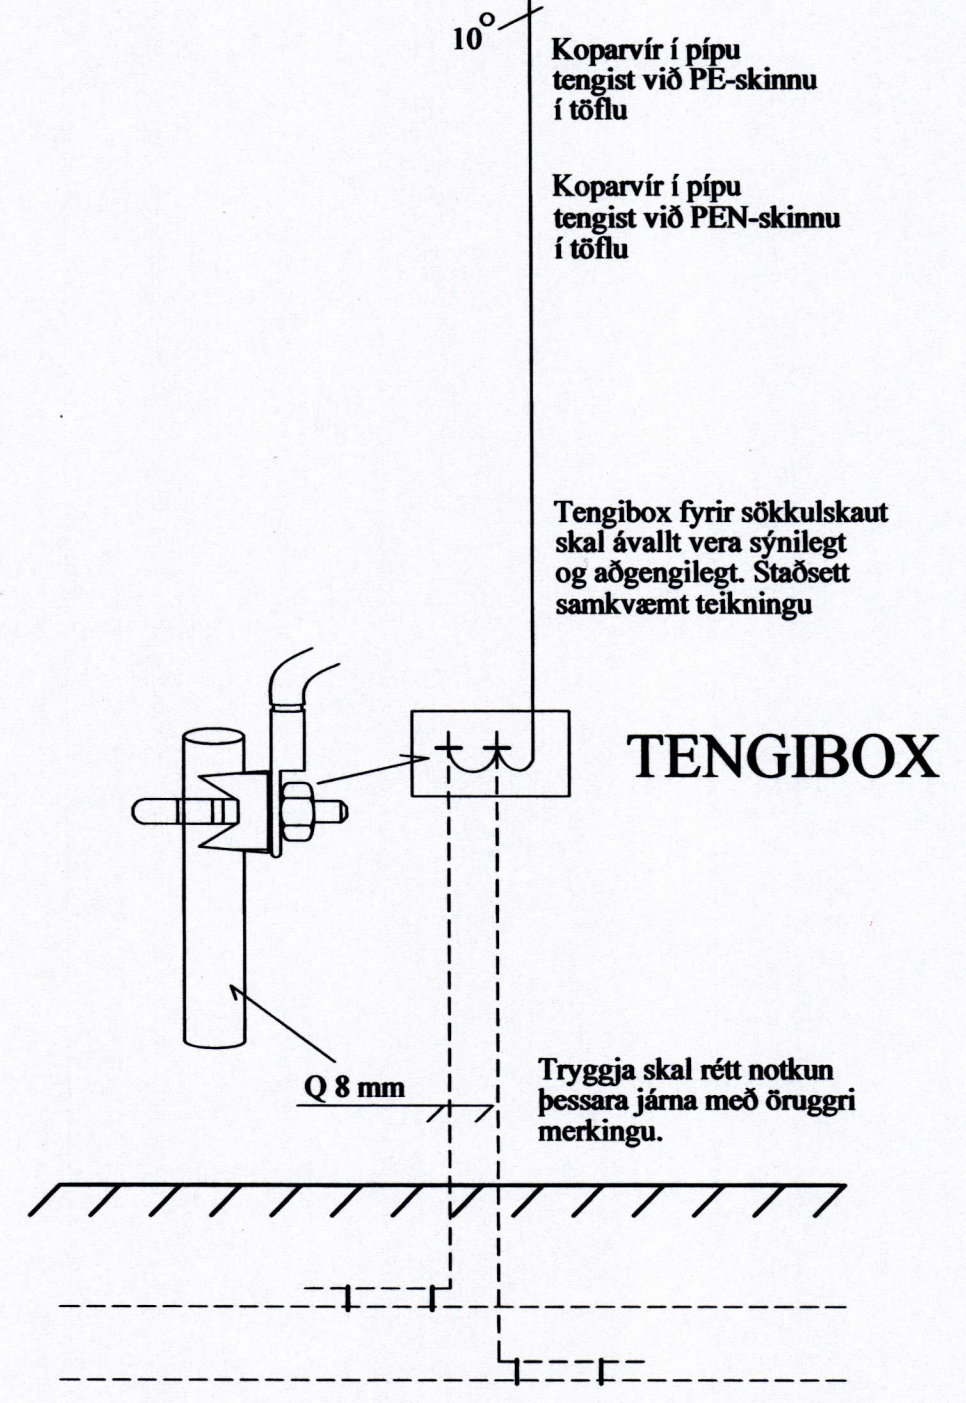 10°
Koparvír í pípu
tengist við PE-skinnu
í töflu
Koparvír í pípu
tengist við PEN-skinnu
í töflu
Tengibox fyrir sökkulskaut
skal ávallt vera sýnilegt
og aðgengilegt. Staðsett
samkvæmt teikningu
TENGIBOX
Q 8 mm
Tryggja skal rétt notkun
þessara járna með öruggri
merkingu.